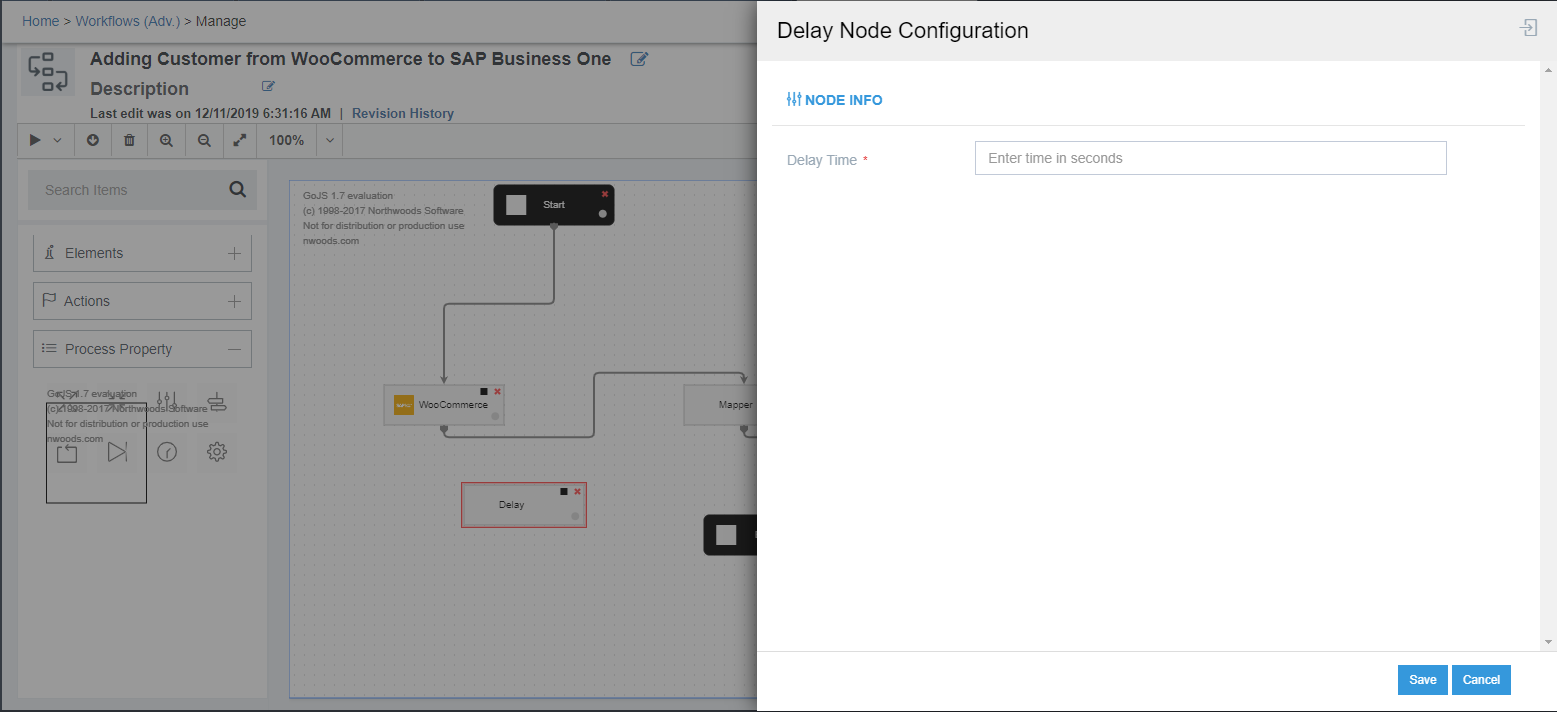 Home > Workflows (Adv.) > Manage
Adding Customer from WooCommerce to SAP Business One
Description
Last edit was on 12/11/2019 6:31:16 AM | Revision History
100%
Search Items
Elements
Actions
Process Property
GoJS 1.7 evaluation
(c) 1998-2017 Northwoods Software
Not for distribution or production use
nwoods.com
GoJS 1.7 evaluation
(c) 1998-2017 Northwoods Software
Not for distribution or production use
nwoods.com
Start
WooCommerce
Mapper
Delay
Delay Node Configuration
NODE INFO
Delay Time *
Enter time in seconds
Save
Cancel